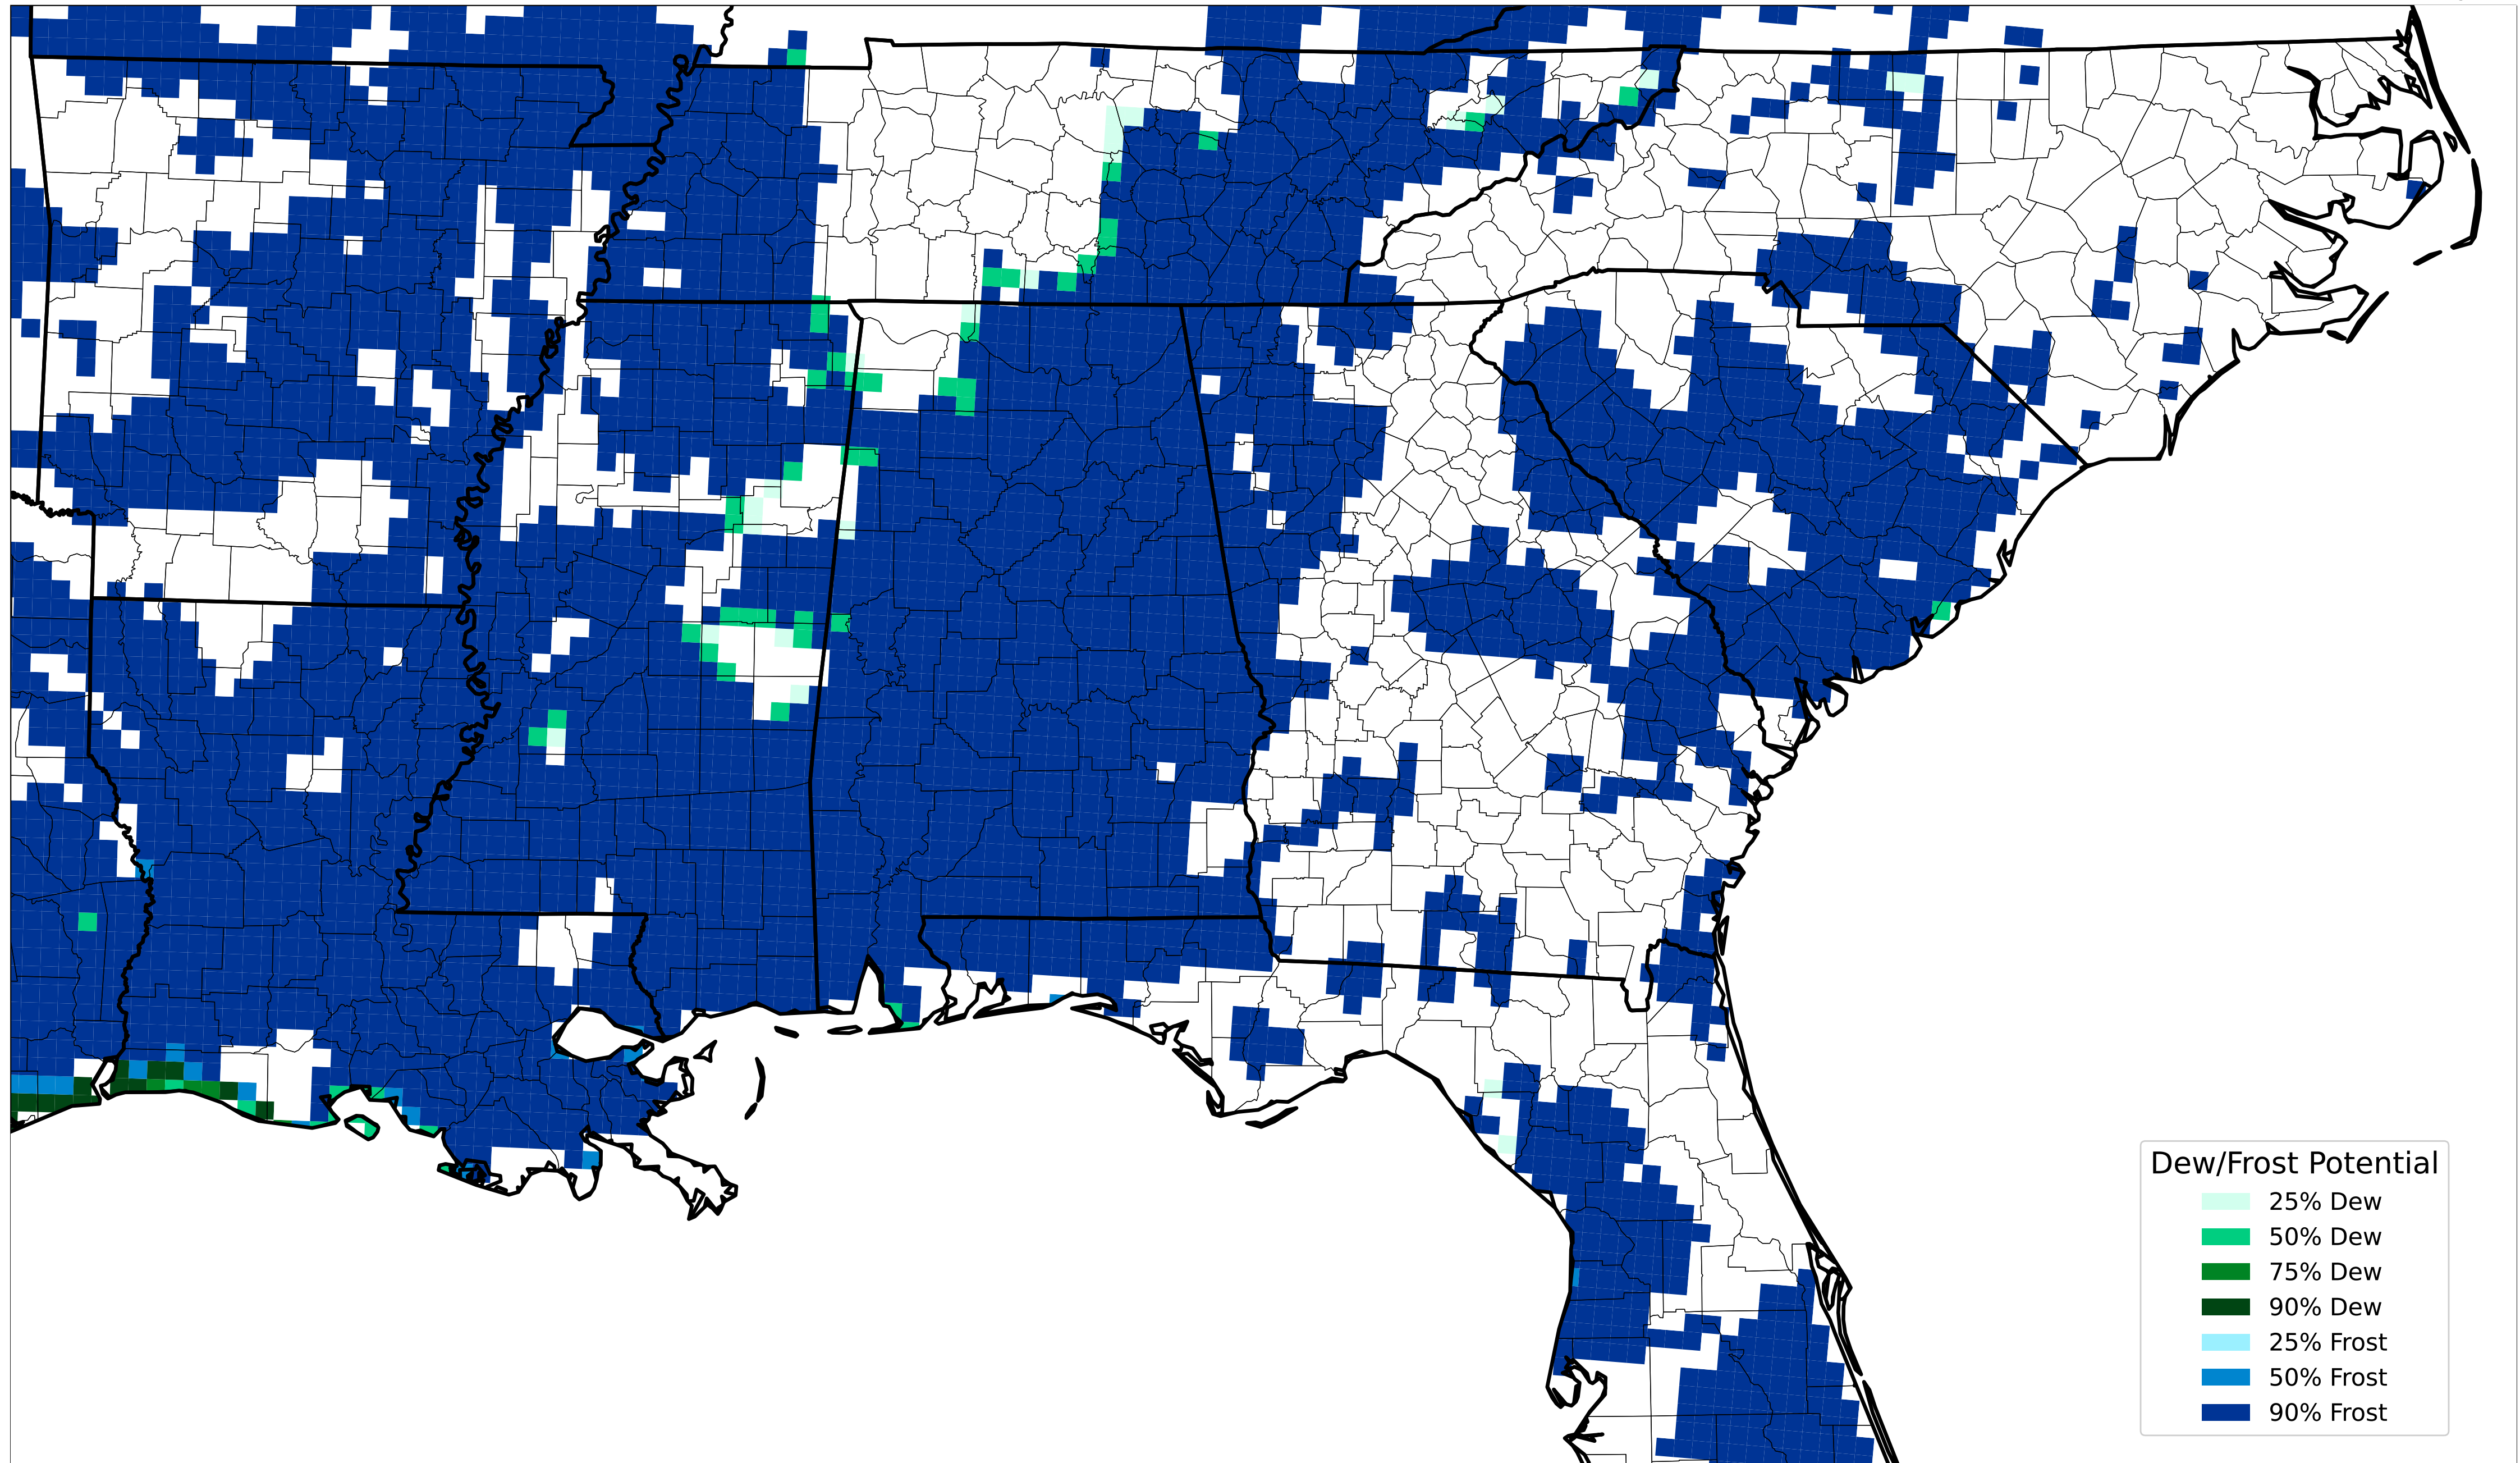 Dew/Frost Potential
25% Dew
50% Dew
75% Dew
90% Dew
25% Frost
50% Frost
90% Frost